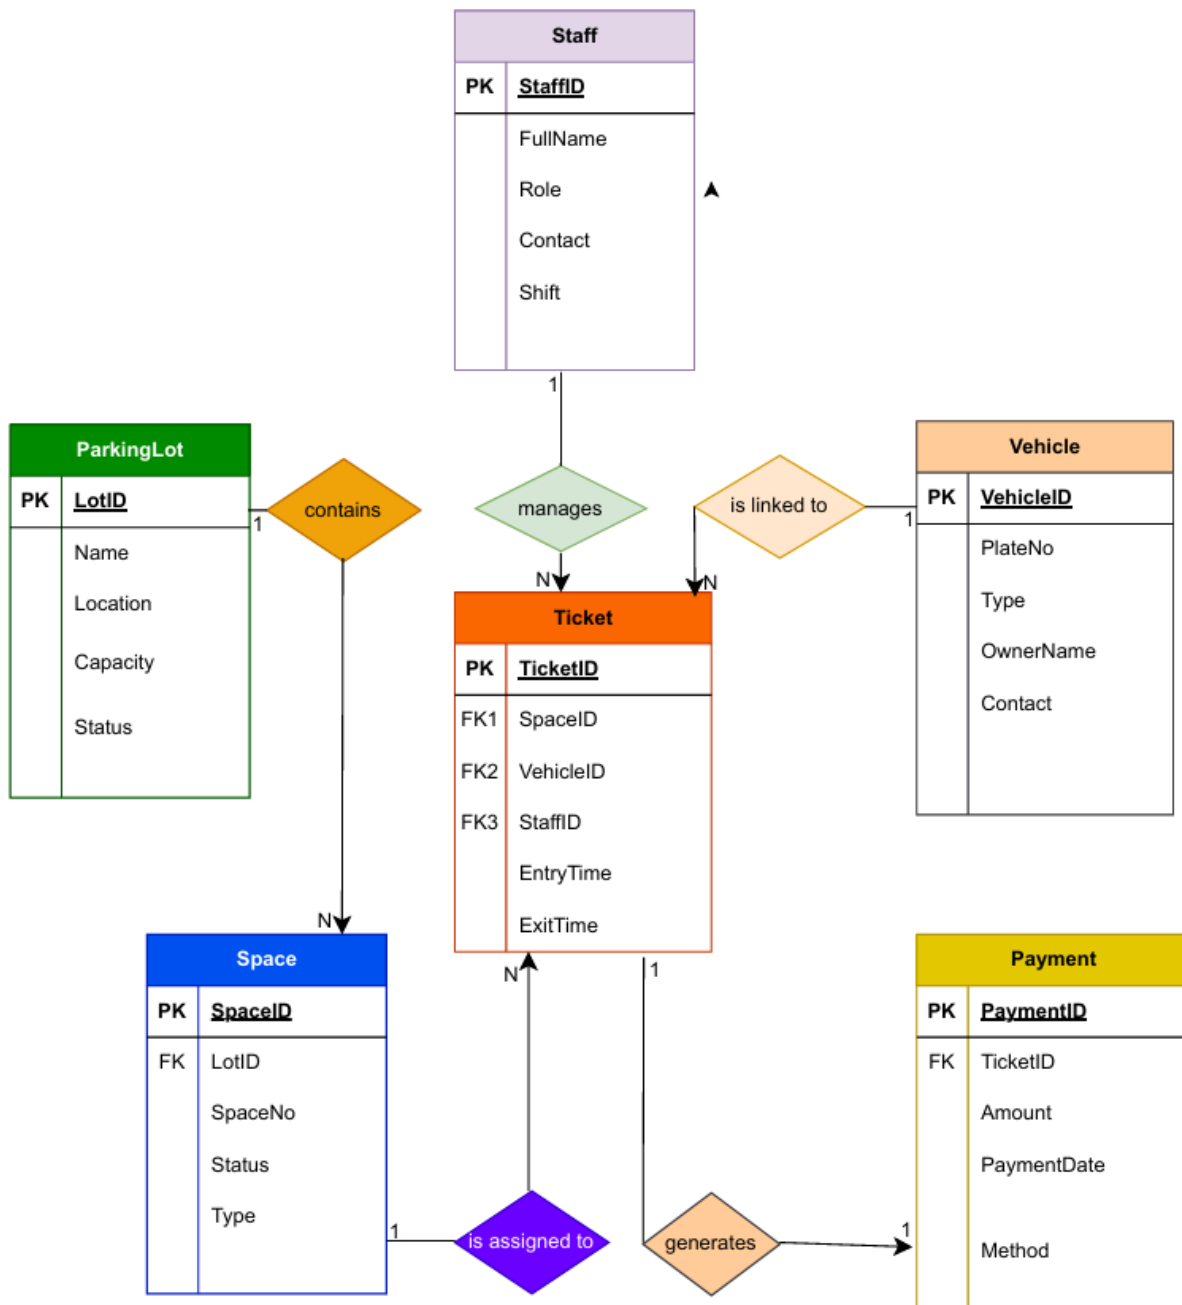 Staff
PK StaffID
FullName
Role
Contact
Shift
1
ParkingLot
PK LotID
Name
Location
Capacity
Status
1
contains
N
manages
N
is linked to
1
N
Vehicle
PK VehicleID
PlateNo
Type
OwnerName
Contact
Ticket
PK TicketID
FK1 SpaceID
FK2 VehicleID
FK3 StaffID
EntryTime
ExitTime
N
1
Space
PK SpaceID
FK LotID
SpaceNo
Status
Type
1
is assigned to
generates
1
Payment
PK PaymentID
FK TicketID
Amount
PaymentDate
Method